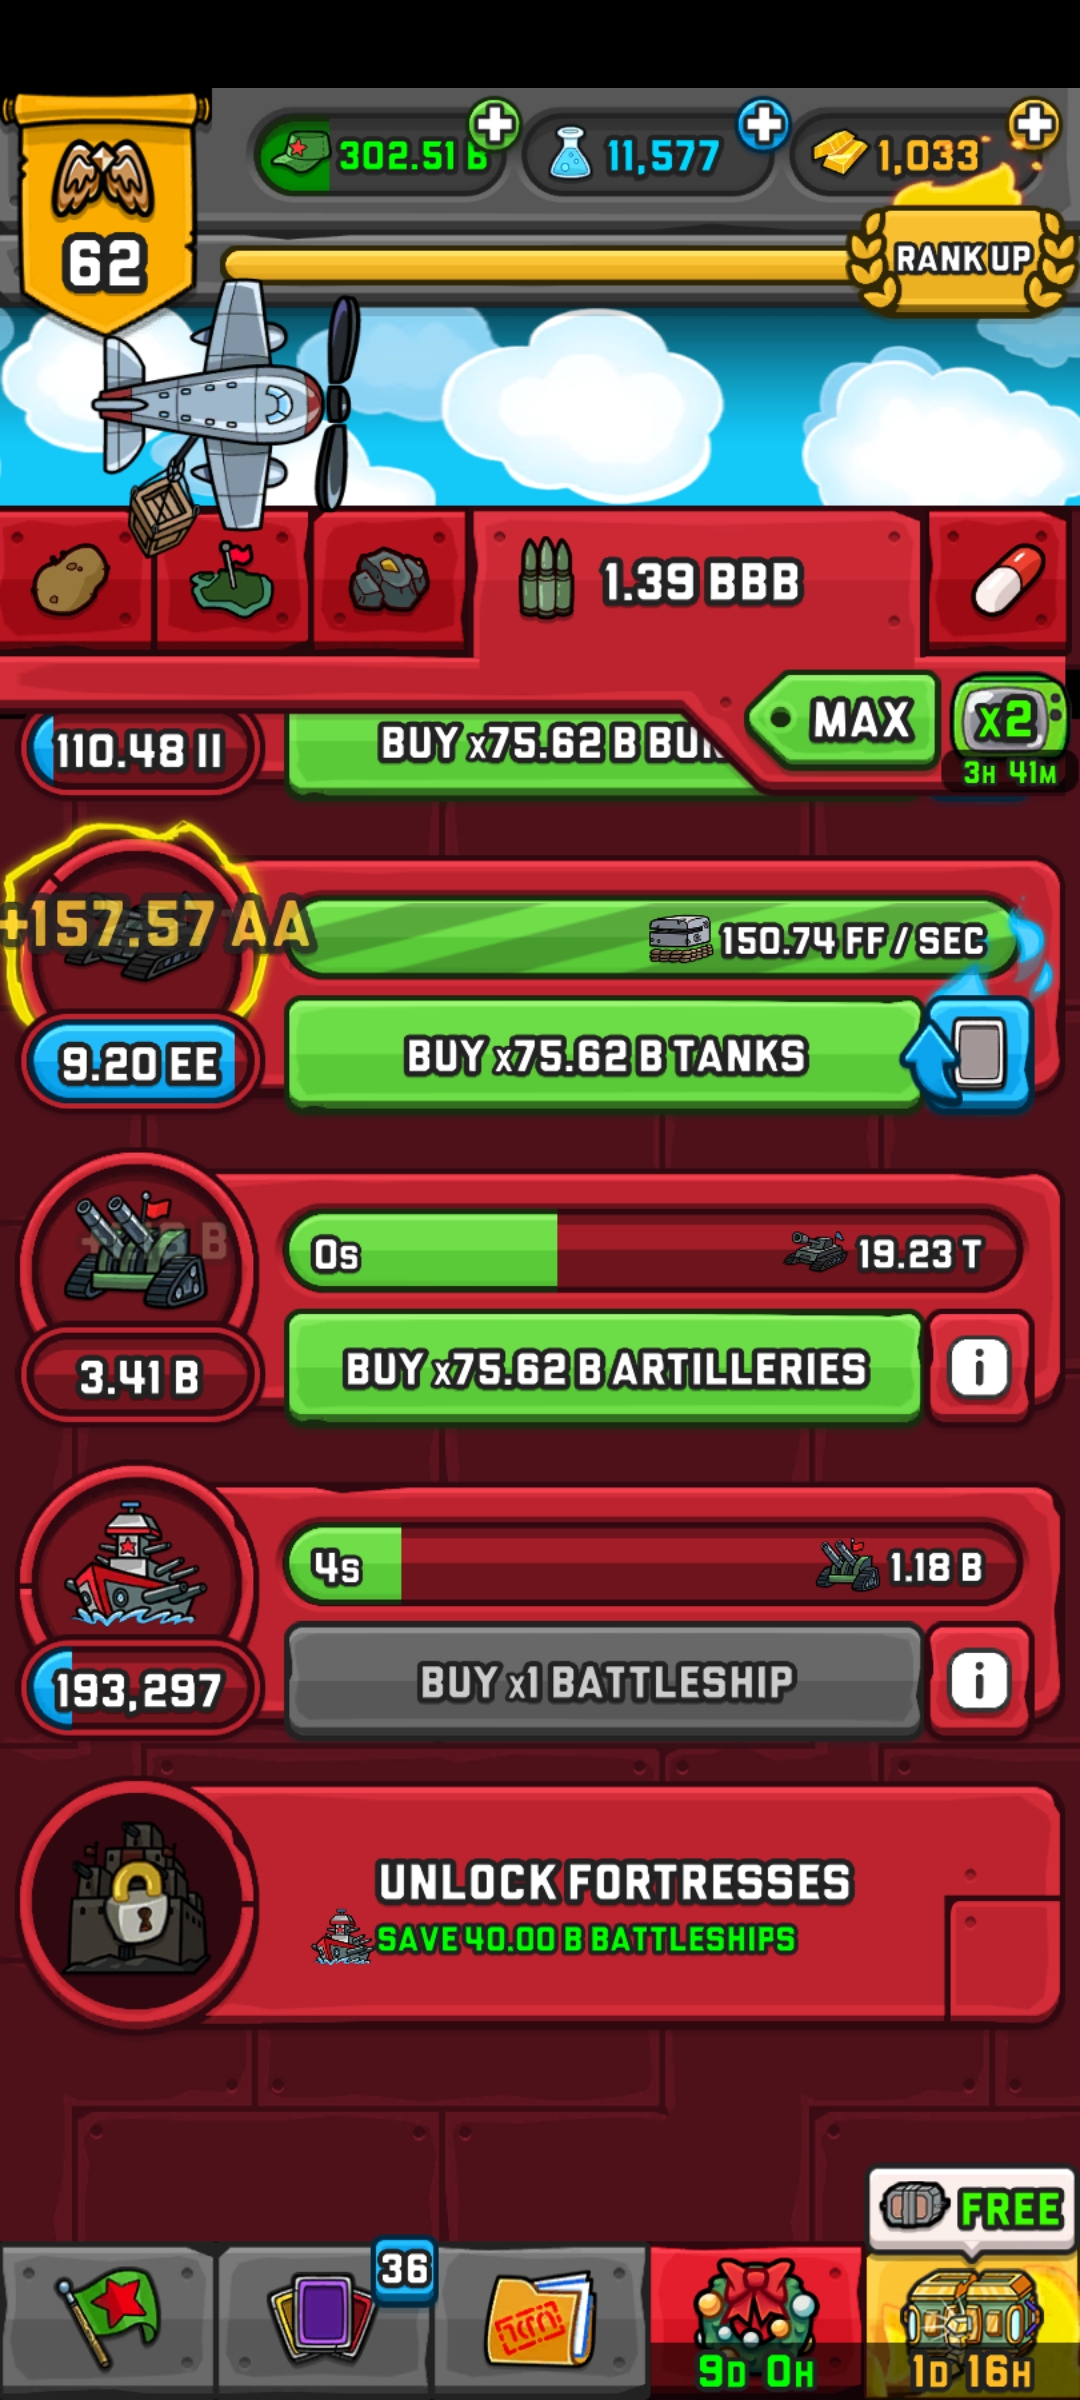 62
302.51 B
11,577
1,033
RANK UP
1.39 BBB
MAX
x2
3H 41M
110.48 II
BUY x75.62 B
+157.57 AA
150.74 FF / SEC
9.20 EE
BUY x75.62 B TANKS
0s
19.23 T
3.41 B
BUY x75.62 B ARTILLERIES
i
4s
1.18 B
193,297
BUY x1 BATTLESHIP
i
UNLOCK FORTRESSES
SAVE 40.00 B BATTLESHIPS
FREE
36
9D 0H
1D 16H